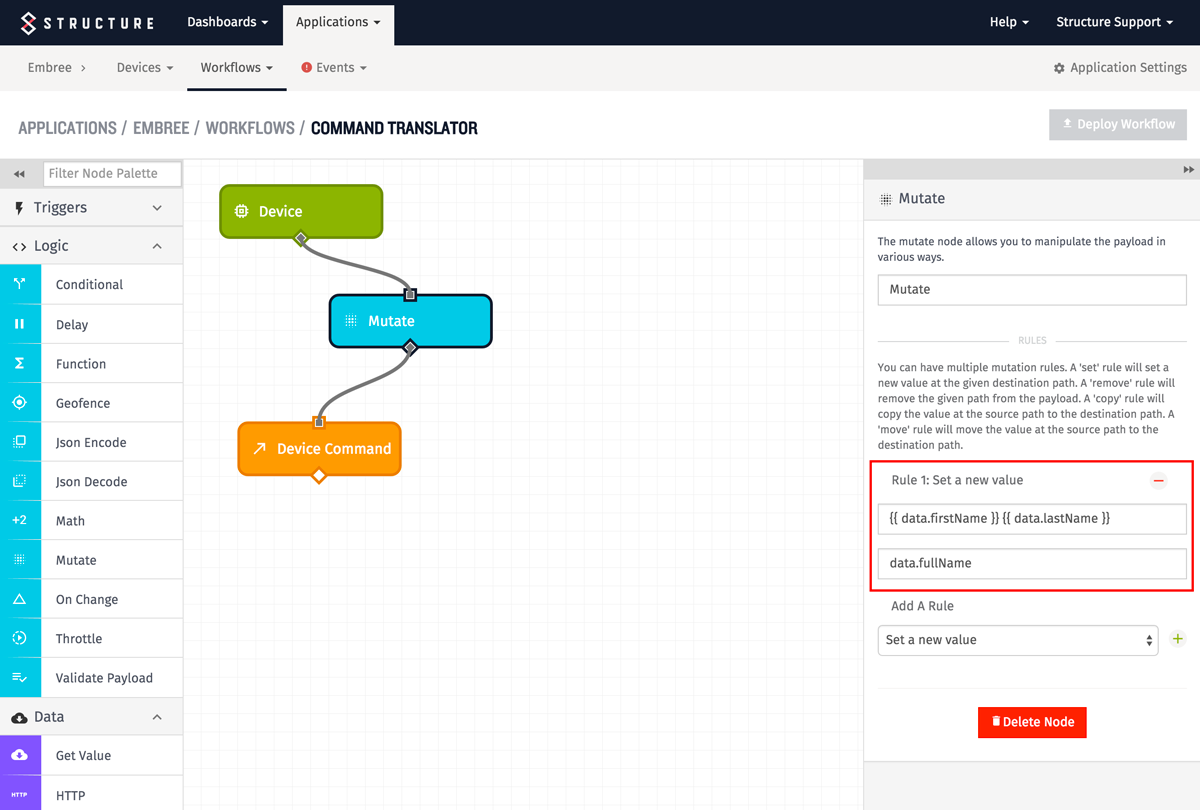 STRUCTURE
Dashboards
Applications
Help
Structure Support
Embree
Devices
Workflows
Events
Application Settings
APPLICATIONS / EMBREE / WORKFLOWS / COMMAND TRANSLATOR
Deploy Workflow
Filter Node Palette
Triggers
Logic
Conditional
Delay
Function
Geofence
Json Encode
Json Decode
+2 Math
Mutate
On Change
Throttle
Validate Payload
Data
Get Value
HTTP HTTP
Device
Mutate
Device Command
Mutate
The mutate node allows you to manipulate the payload in
various ways.
Mutate
RULES
You can have multiple mutation rules. A 'set' rule will set a
new value at the given destination path. A 'remove' rule will
remove the given path from the payload. A 'copy' rule will
copy the value at the source path to the destination path. A
'move' rule will move the value at the source path to the
destination path.
Rule 1: Set a new value
{{ data.firstName }} {{ data.lastName }}
data.fullName
Add A Rule
Set a new value
Delete Node